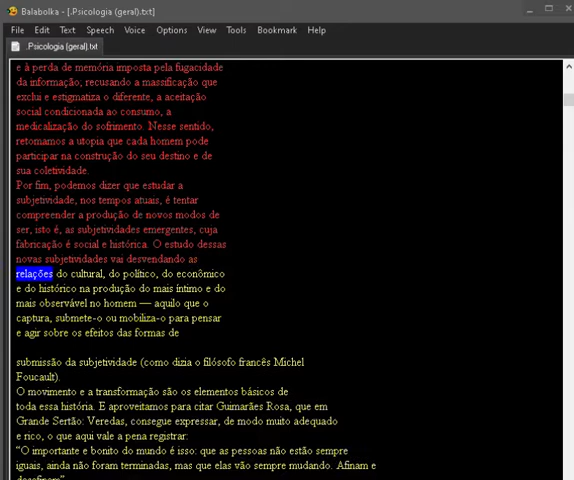 Balabolka - [.Psicologia (geral).txt]
File Edit Text Speech Voice Options View Tools Bookmark Help
.Psicologia (geral).txt
e à perda de memória imposta pela fugacidade
da informação; recusando a massificação que
exclui e estigmatiza o diferente, a aceitação
social condicionada ao consumo, a
medicalização do sofrimento. Nesse sentido,
retomamos a utopia que cada homem pode
participar na construção do seu destino e de
sua coletividade.
Por fim, podemos dizer que estudar a
subjetividade, nos tempos atuais, é tentar
compreender a produção de novos modos de
ser, isto é, as subjetividades emergentes, cuja
fabricação é social e histórica. O estudo dessas
novas subjetividades vai desvendando as
relações do cultural, do político, do econômico
e do histórico na produção do mais íntimo e do
mais observável no homem — aquilo que o
captura, submete-o ou mobiliza-o para pensar
e agir sobre os efeitos das formas de
submissão da subjetividade (como dizia o filósofo francês Michel
Foucault).
O movimento e a transformação são os elementos básicos de
toda essa história. E aproveitamos para citar Guimarães Rosa, que em
Grande Sertão: Veredas, consegue expressar, de modo muito adequado
e rico, o que aqui vale a pena registrar:
"O importante e bonito do mundo é isso: que as pessoas não estão sempre
iguais, ainda não foram terminadas, mas que elas vão sempre mudando. Afinam e
desafinam"